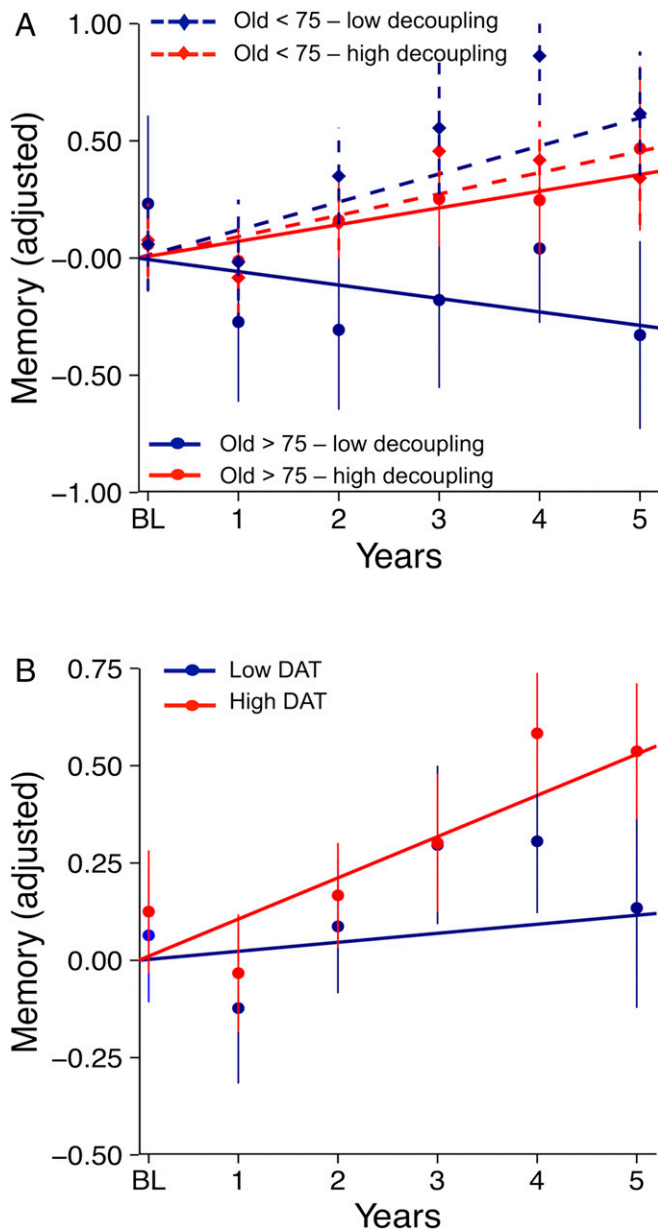 A
1.00
Old < 75 – low decoupling
Old < 75 – high decoupling
0.50
−0.00
−0.50
−1.00
Memory (adjusted)
Old > 75 – low decoupling
Old > 75 – high decoupling
BL 1 2 3 4 5
Years
B
0.75
Low DAT
High DAT
0.50
0.25
0.00
−0.25
−0.50
Memory (adjusted)
BL 1 2 3 4 5
Years